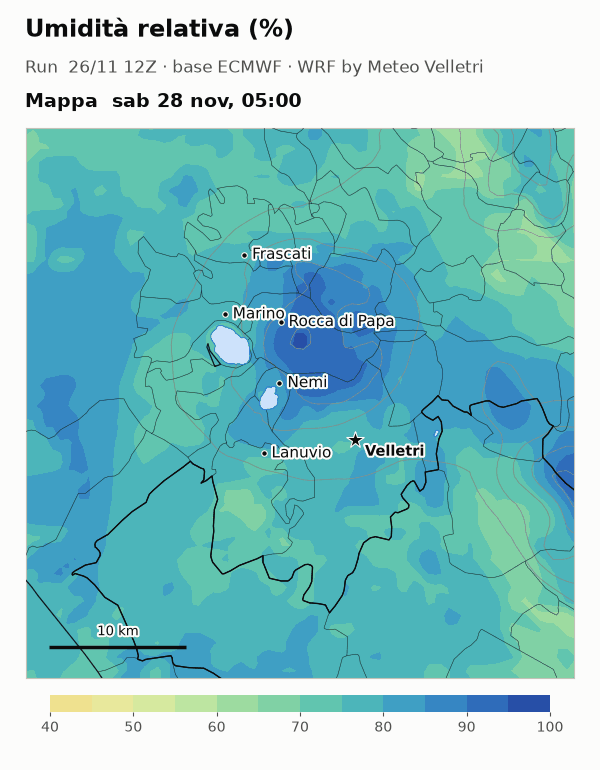 Umidità relativa (%)
Run  26/11 12Z · base ECMWF · WRF by Meteo Velletri
Mappa  sab 28 nov, 05:00
Frascati
Marino
Rocca di Papa
Nemi
Velletri
Lanuvio
10 km
40 50 60 70 80 90 100